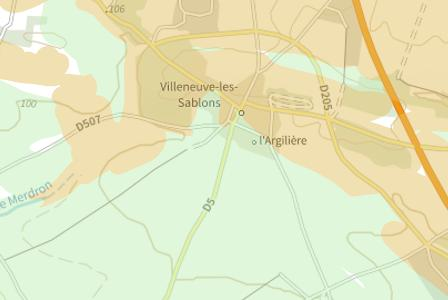 106
Villeneuve-les-
Sablons
D205
100
D507
l'Argilière
e Merdron
D5